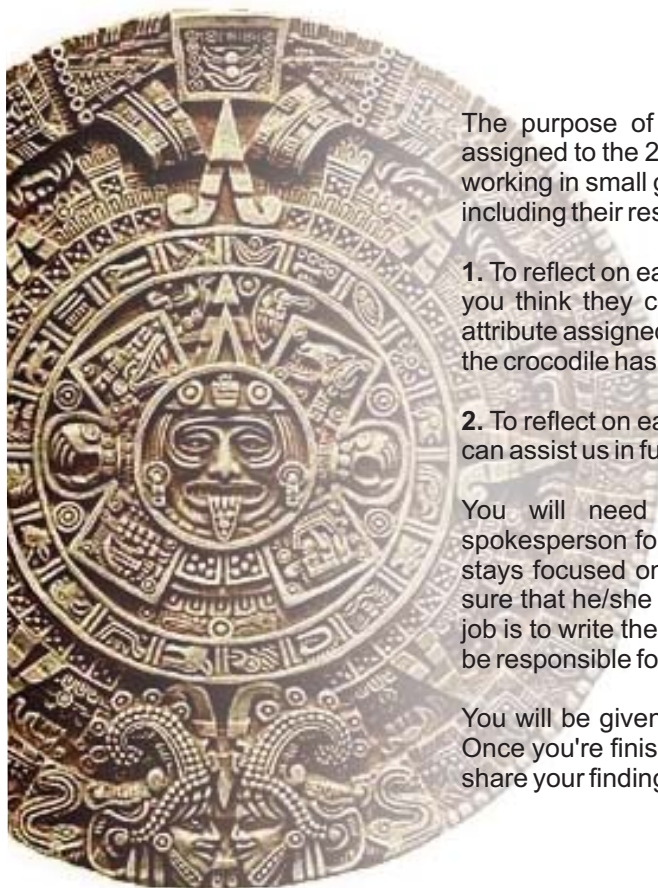 The purpose of
assigned to the 2
working in small g
including their res
1. To reflect on ea
you think they c
attribute assigned
the crocodile has
2. To reflect on ea
can assist us in fu
You will need
spokesperson fo
stays focused on
sure that he/she
job is to write the
be responsible fo
You will be given
Once you're finis
share your finding